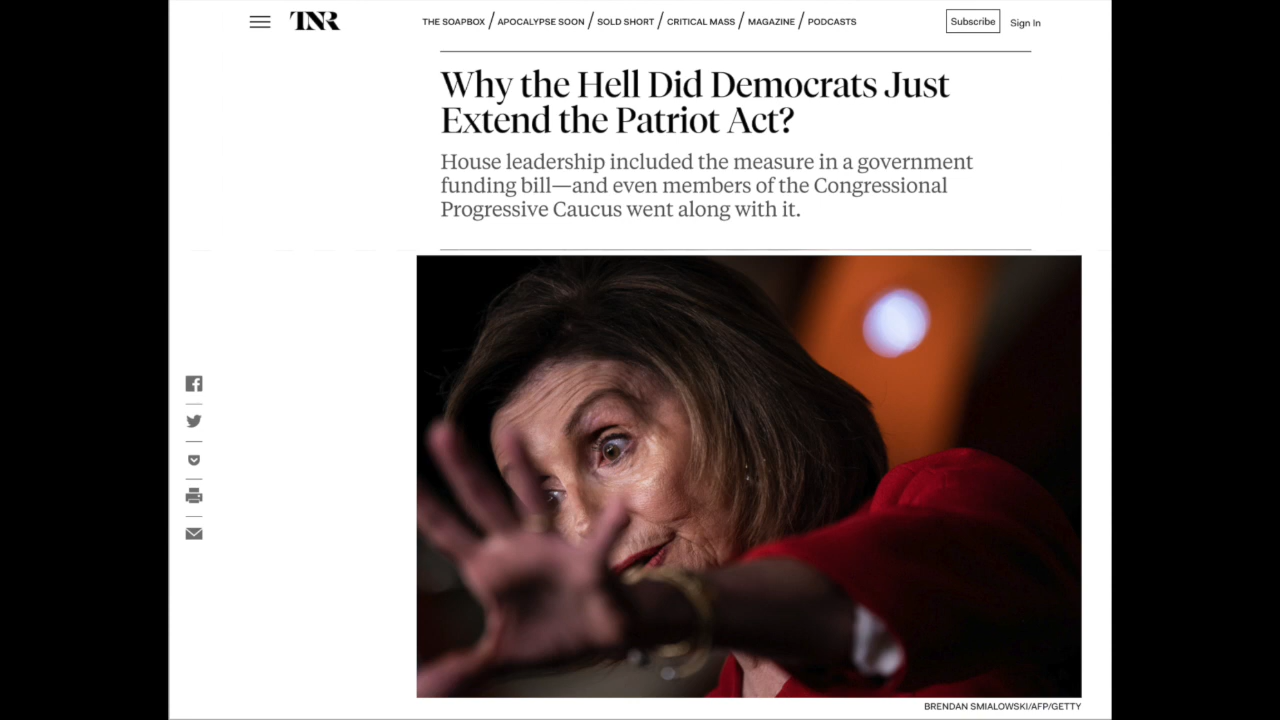 TNR
THE SOAPBOX / APOCALYPSE SOON / SOLD SHORT / CRITICAL MASS / MAGAZINE / PODCASTS
Subscribe
Sign In
Why the Hell Did Democrats Just
Extend the Patriot Act?
House leadership included the measure in a government
funding bill—and even members of the Congressional
Progressive Caucus went along with it.
BRENDAN SMIALOWSKI/AFP/GETTY